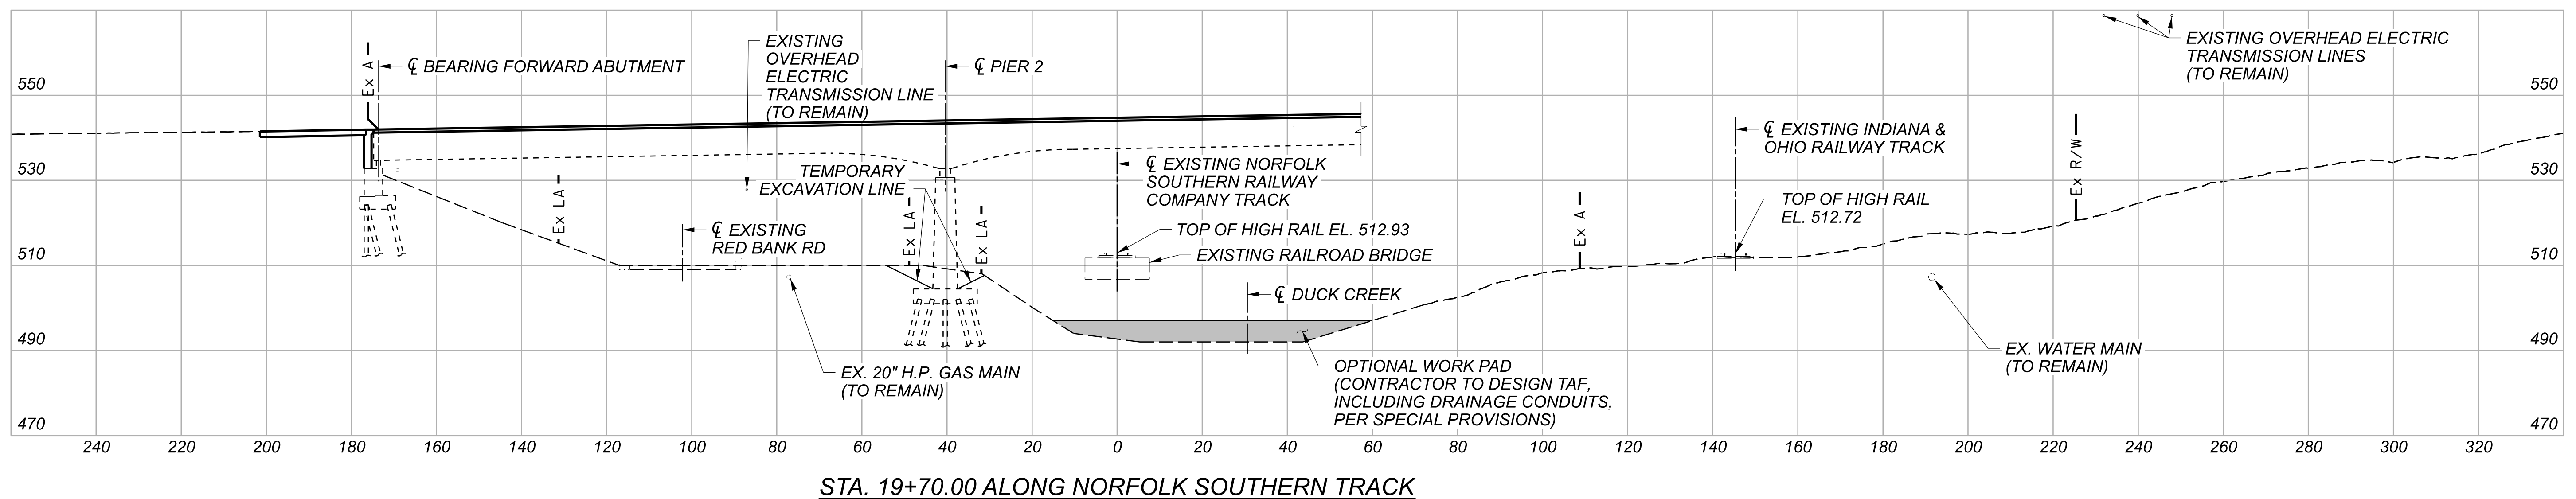 Ex A
℄ BEARING FORWARD ABUTMENT
EXISTING
OVERHEAD
ELECTRIC
TRANSMISSION LINE
(TO REMAIN)
℄ PIER 2
EXISTING OVERHEAD ELECTRIC
TRANSMISSION LINES
(TO REMAIN)
550
550
℄ EXISTING INDIANA &
OHIO RAILWAY TRACK
Ex R/W
530
530
TEMPORARY
EXCAVATION LINE
℄ EXISTING NORFOLK
SOUTHERN RAILWAY
COMPANY TRACK
TOP OF HIGH RAIL
EL. 512.72
Ex LA
Ex LA
Ex LA
Ex A
℄ EXISTING
RED BANK RD
TOP OF HIGH RAIL EL. 512.93
EXISTING RAILROAD BRIDGE
510
510
℄ DUCK CREEK
490
490
EX. 20" H.P. GAS MAIN
(TO REMAIN)
OPTIONAL WORK PAD
(CONTRACTOR TO DESIGN TAF,
INCLUDING DRAINAGE CONDUITS,
PER SPECIAL PROVISIONS)
EX. WATER MAIN
(TO REMAIN)
470
470
240 220 200 180 160 140 120 100 80 60 40 20 0 20 40 60 80 100 120 140 160 180 200 220 240 260 280 300 320
STA. 19+70.00 ALONG NORFOLK SOUTHERN TRACK